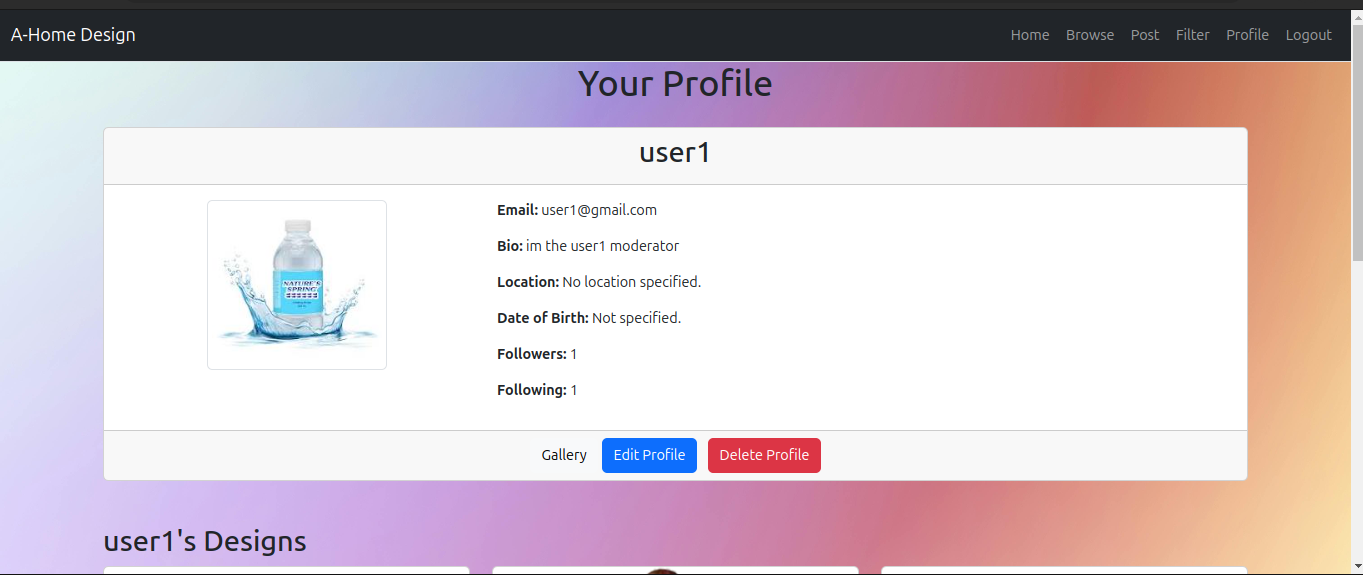 A-Home Design
Home Browse Post Filter Profile Logout
Your Profile
user1
NATURE'S
SPRING
Email: user1@gmail.com
Bio: im the user1 moderator
Location: No location specified.
Date of Birth: Not specified.
Followers: 1
Following: 1
Gallery Edit Profile Delete Profile
user1's Designs